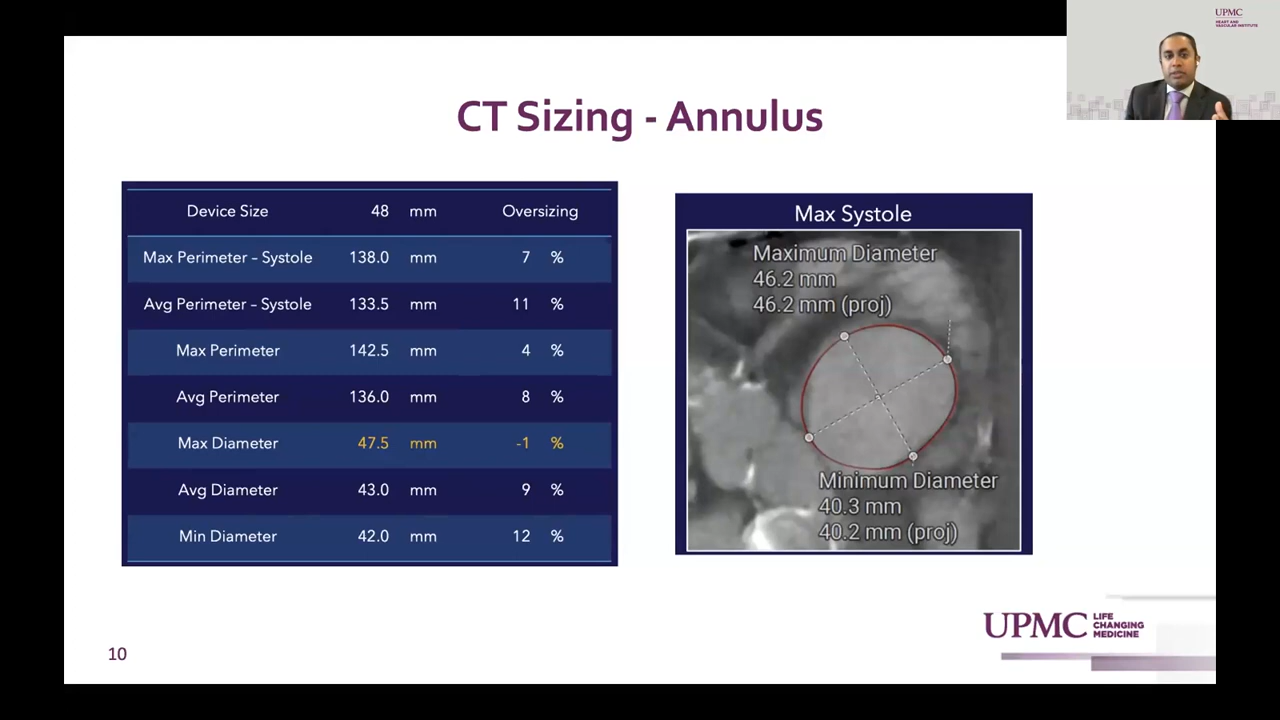 UPMC
HEART AND
VASCULAR INSTITUTE
CT Sizing - Annulus
Device Size 48 mm Oversizing
Max Perimeter – Systole 138.0 mm 7 %
Avg Perimeter – Systole 133.5 mm 11 %
Max Perimeter 142.5 mm 4 %
Avg Perimeter 136.0 mm 8 %
Max Diameter 47.5 mm -1 %
Avg Diameter 43.0 mm 9 %
Min Diameter 42.0 mm 12 %
Max Systole
Maximum Diameter
46.2 mm
46.2 mm (proj)
Minimum Diameter
40.3 mm
40.2 mm (proj)
UPMC LIFE
CHANGING
MEDICINE
10